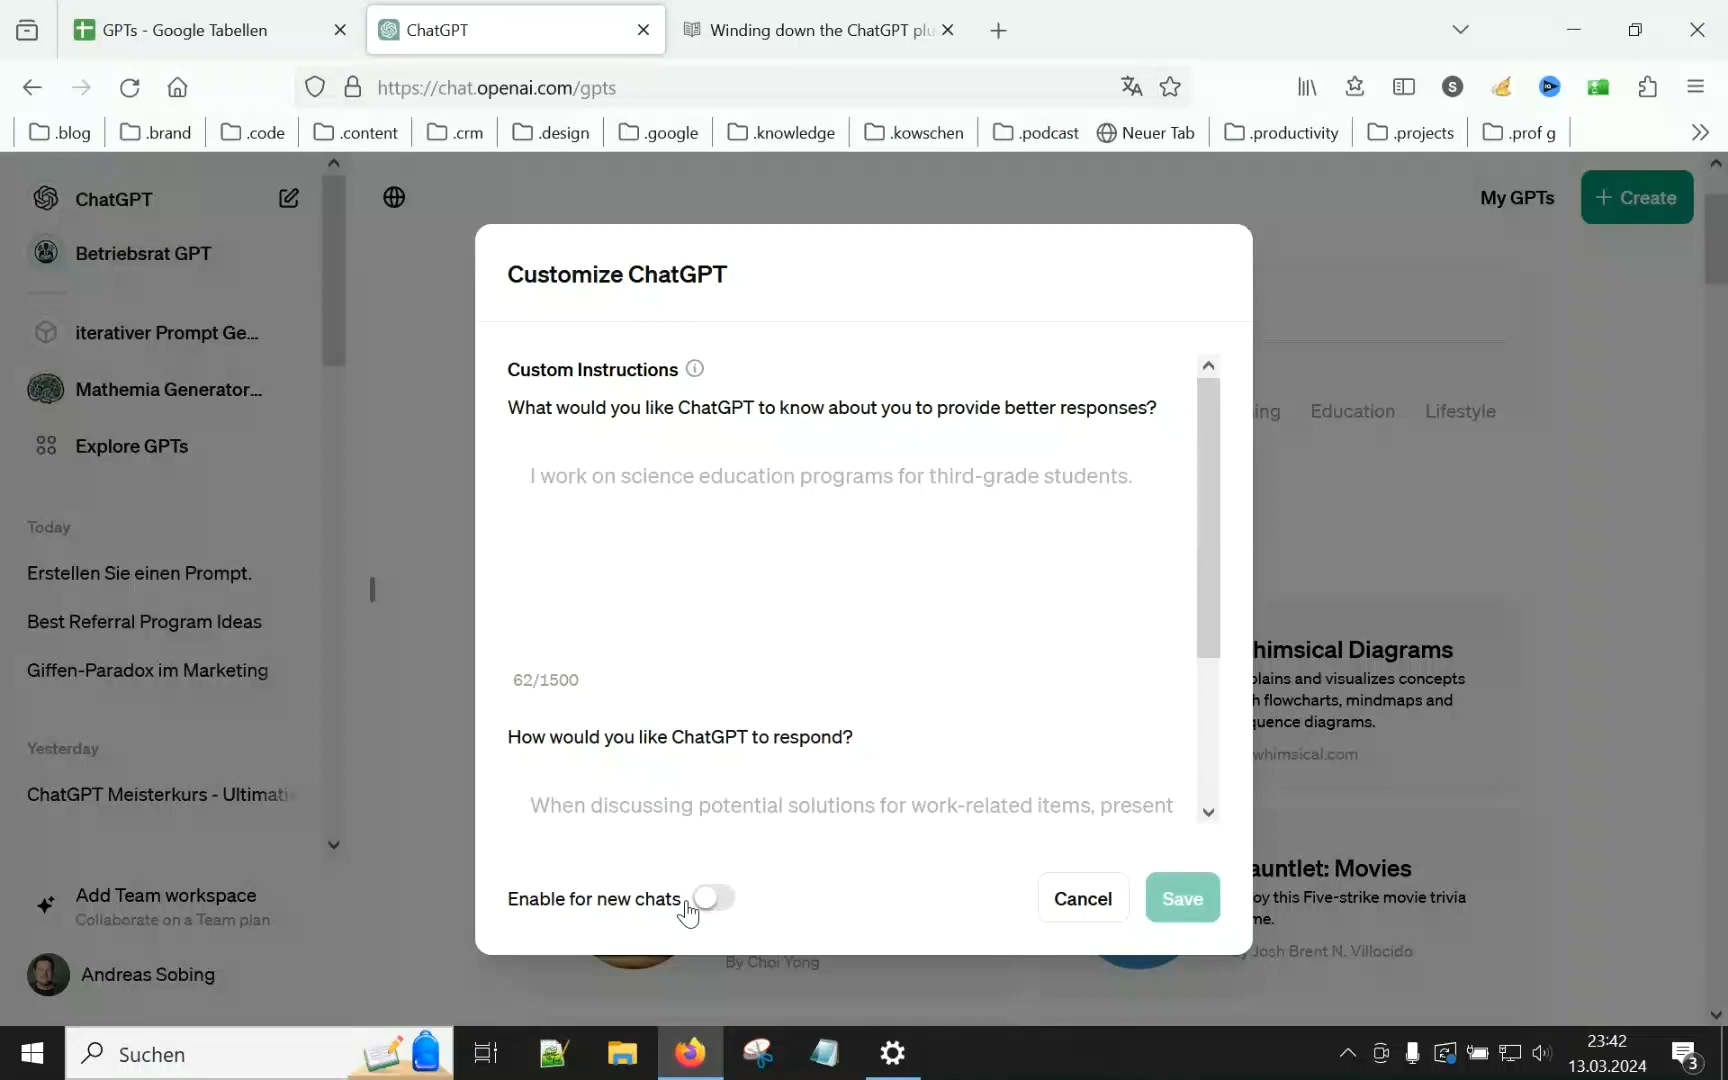 GPTs - Google Tabellen
ChatGPT
Winding down the ChatGPT plu
https://chat.openai.com/gpts
.blog
.brand
.code
.content
.crm
.design
.google
.knowledge
.kowschen
.podcast
Neuer Tab
.productivity
.projects
.prof g
ChatGPT
Betriebsrat GPT
iterativer Prompt Ge...
Mathemia Generator...
Explore GPTs
Today
Erstellen Sie einen Prompt.
Best Referral Program Ideas
Giffen-Paradox im Marketing
Yesterday
ChatGPT Meisterkurs - Ultimati
Add Team workspace
Collaborate on a Team plan
Andreas Sobing
My GPTs
+ Create
Customize ChatGPT
Custom Instructions
What would you like ChatGPT to know about you to provide better responses?
I work on science education programs for third-grade students.
62/1500
How would you like ChatGPT to respond?
When discussing potential solutions for work-related items, present
Enable for new chats
Cancel
Save
ing
Education
Lifestyle
himsical Diagrams
plains and visualizes concepts
h flowcharts, mindmaps and
quence diagrams.
whimsical.com
auntlet: Movies
oy this Five-strike movie trivia
me.
y Josh Brent N. Villocido
By Choi Yong
Suchen
23:42
13.03.2024
3